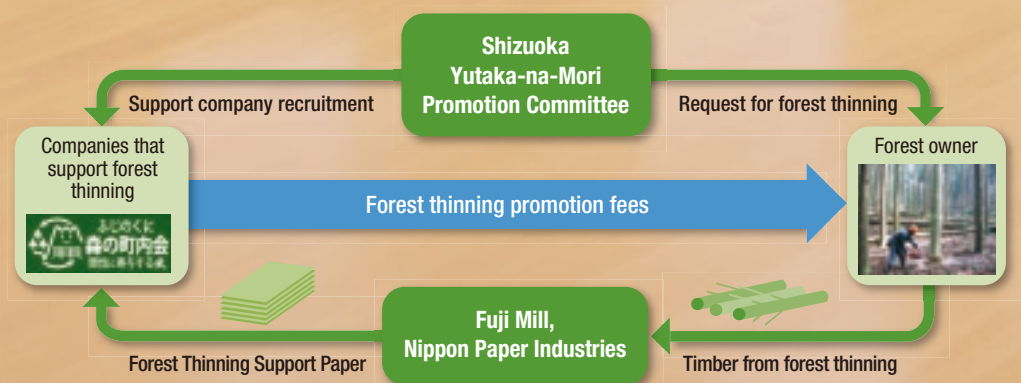 Shizuoka
Yutaka-na-Mori
Promotion Committee
Support company recruitment
Request for forest thinning
Companies that
support forest
thinning
ふじのくに
森の町内会
Forest owner
Forest thinning promotion fees
Fuji Mill,
Nippon Paper Industries
Forest Thinning Support Paper
Timber from forest thinning